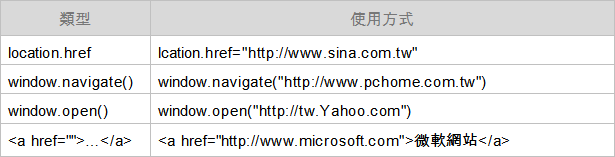 類型 使用方式
location.href lcation.href="http://www.sina.com.tw"
window.navigate() window.navigate("http://www.pchome.com.tw")
window.open() window.open("http://tw.Yahoo.com")
<a href="">...</a> <a href="http://www.microsoft.com">微軟網站</a>